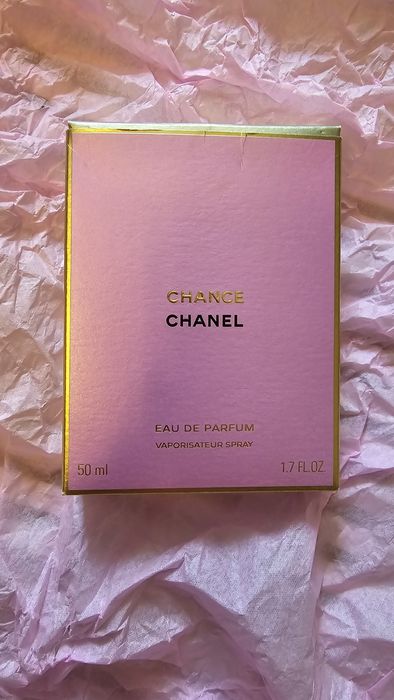 CHANCE
CHANEL
EAU DE PARFUM
VAPORISATEUR SPRAY
50 ml 1.7 FL.OZ.